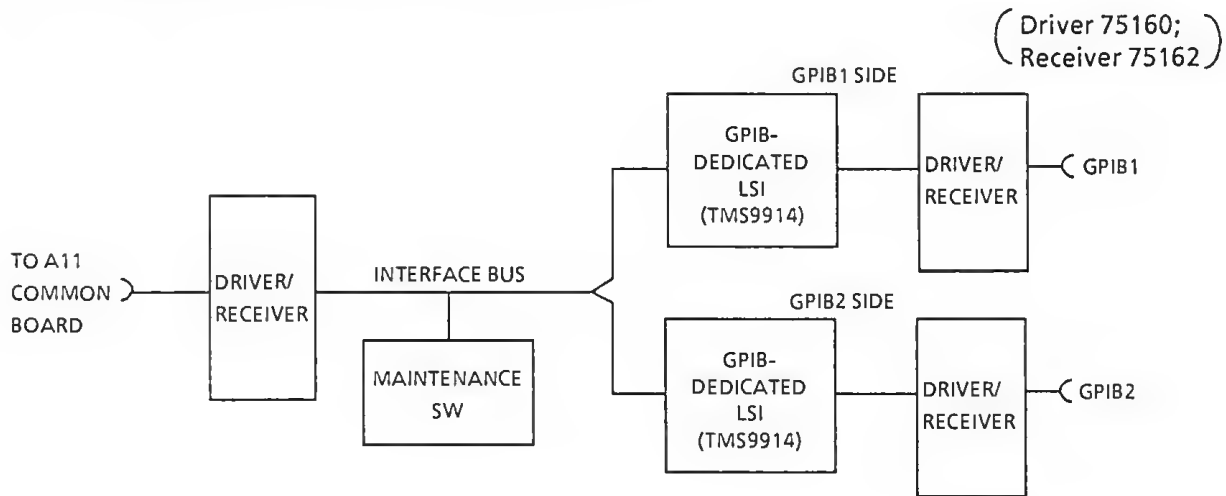 Driver 75160;
Receiver 75162
GPIB1 SIDE
GPIB-
DEDICATED
LSI
(TMS9914)
DRIVER/
RECEIVER
GPIB1
TO A11
COMMON
BOARD
DRIVER/
RECEIVER
INTERFACE BUS
MAINTENANCE
SW
GPIB2 SIDE
GPIB-
DEDICATED
LSI
(TMS9914)
DRIVER/
RECEIVER
GPIB2